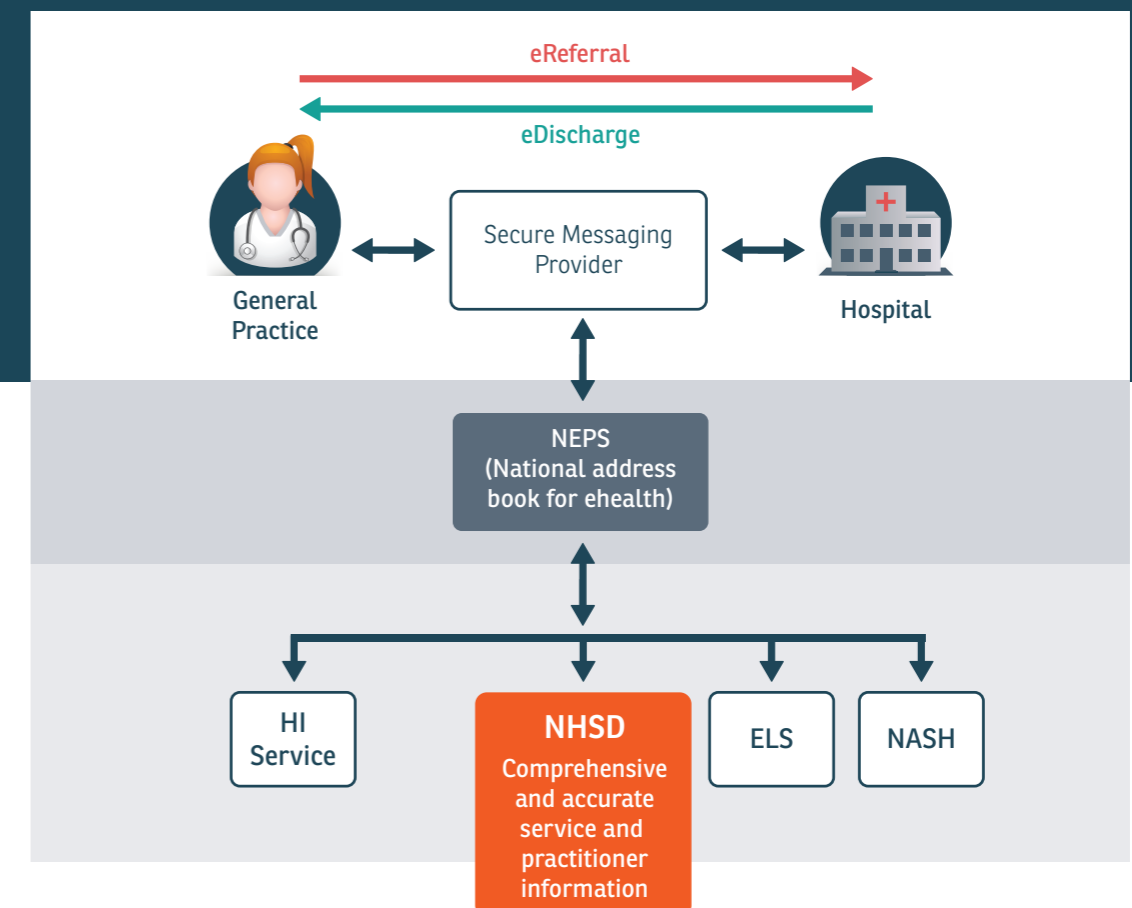 eReferral
eDischarge
Secure Messaging
Provider
General
Practice
Hospital
NEPS
(National address
book for ehealth)
HI
Service
NHSD
Comprehensive
and accurate
service and
practitioner
information
ELS
NASH